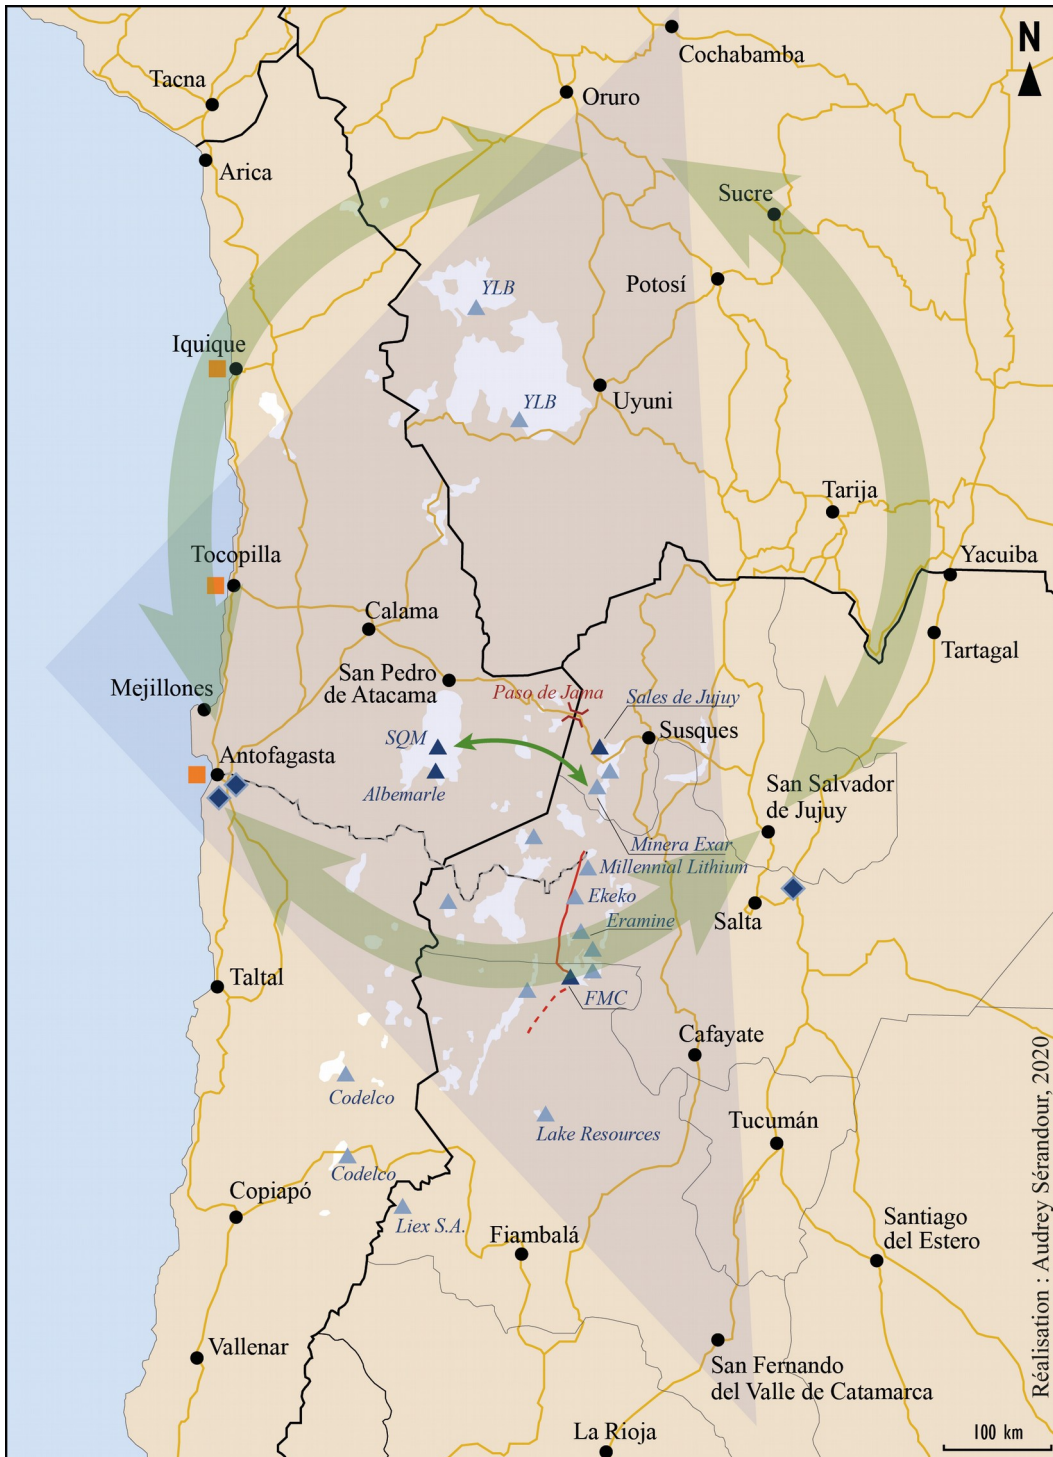 N
Cochabamba
Tacna
Oruro
Arica
Sucre
Potosí
YLB
Iquique
YLB
Uyuni
Tarija
Tocopilla
Yacuiba
Calama
Tartagal
San Pedro
de Atacama
Mejillones
Paso de Jama
Sales de Jujuy
SQM
Susques
Antofagasta
Albemarle
San Salvador
de Jujuy
Minera Exar
Millennial Lithium
Ekeko
Salta
Eramine
Taltal
FMC
Cafayate
Codelco
Lake Resources
Tucumán
Codelco
Copiapó
Liex S.A.
Fiambalá
Santiago
del Estero
Vallenar
San Fernando
del Valle de Catamarca
La Rioja
100 km
Réalisation : Audrey Sérandour, 2020